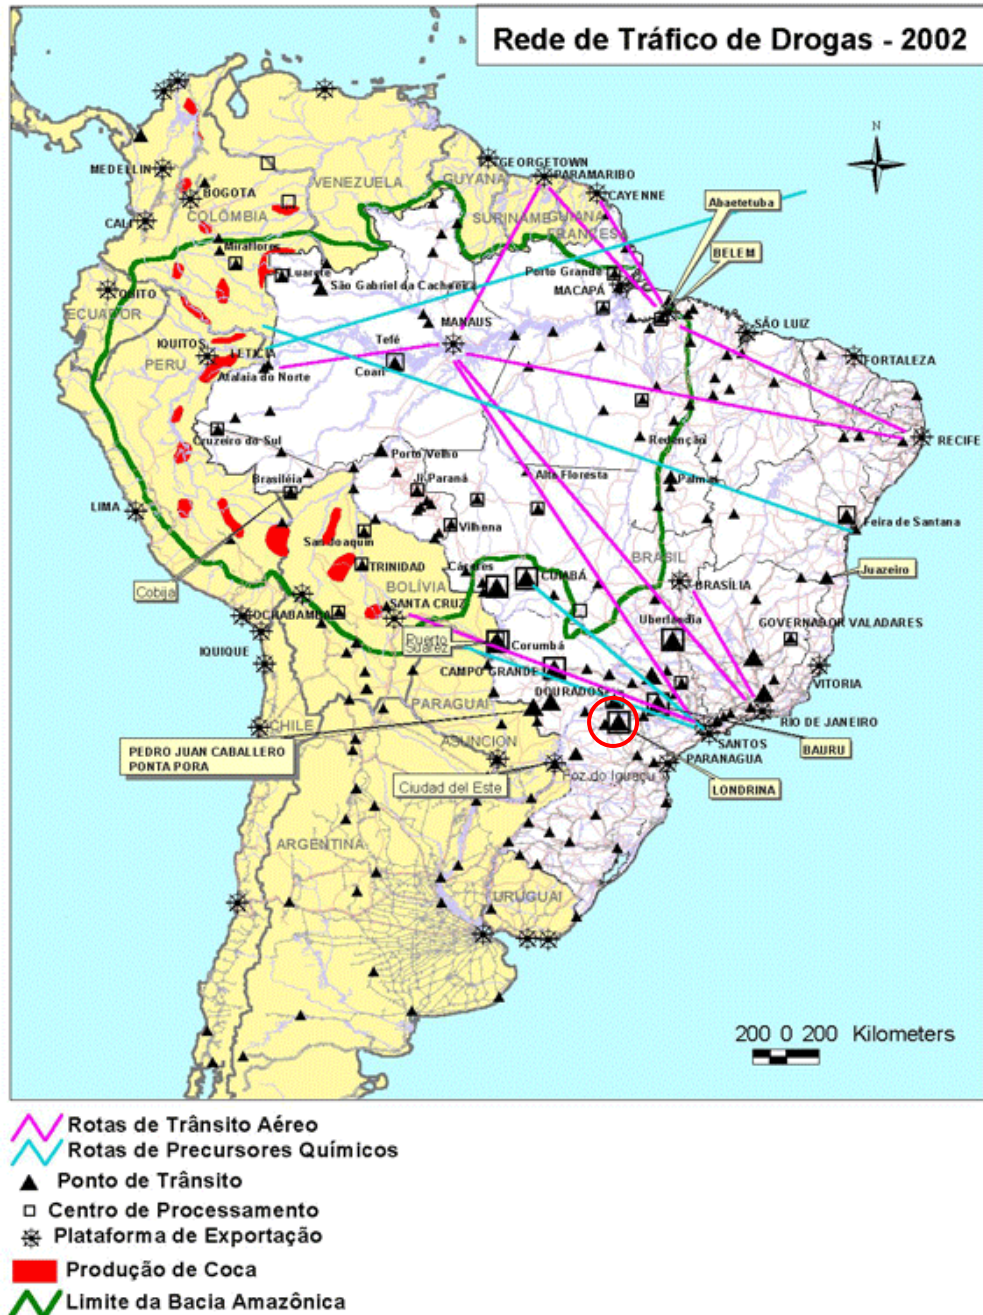 Rede de Tráfico de Drogas - 2002
N
GEORGETOWN
PARAMARIBO
MEDELLIN
VENEZUELA
GUYANA
CAYENNE
BOGOTA
Abaetetuba
COLÔMBIA
SURINAME
GUIANA
CALI
FRANCESA
BELEM
Miraflores
Porto Grande
São Gabriel da Cachoeira
MACAPÁ
ECUADOR
MANAUS
SÃO LUIZ
IQUITOS
LETICIA
Tefé
FORTALEZA
PERU
Atalaia do Norte
Coari
Cruzeiro do Sul
Redenção
RECIFE
Porto Velho
Brasiléia
Ji-Paraná
Alta Floresta
Palmas
LIMA
Vilhena
Feira de Santana
San Joaquin
BRASIL
TRINIDAD
Cáceres
CUIABÁ
Juazeiro
Cobija
BOLÍVIA
BRASÍLIA
SANTA CRUZ
Uberlandia
GOVERNADOR VALADARES
Puerto
Suarez
Corumbá
IQUIQUE
CAMPO GRANDE
VITORIA
DOURADOS
PARAGUAI
CHILE
RIO DE JANEIRO
ASUNCION
SANTOS
BAURU
PEDRO JUAN CABALLERO
PONTA PORA
PARANAGUA
Foz do Iguaçu
Ciudad del Este
LONDRINA
ARGENTINA
URUGUAI
200 0 200 Kilometers
Rotas de Trânsito Aéreo
Rotas de Precursores Químicos
Ponto de Trânsito
Centro de Processamento
Plataforma de Exportação
Produção de Coca
Limite da Bacia Amazônica